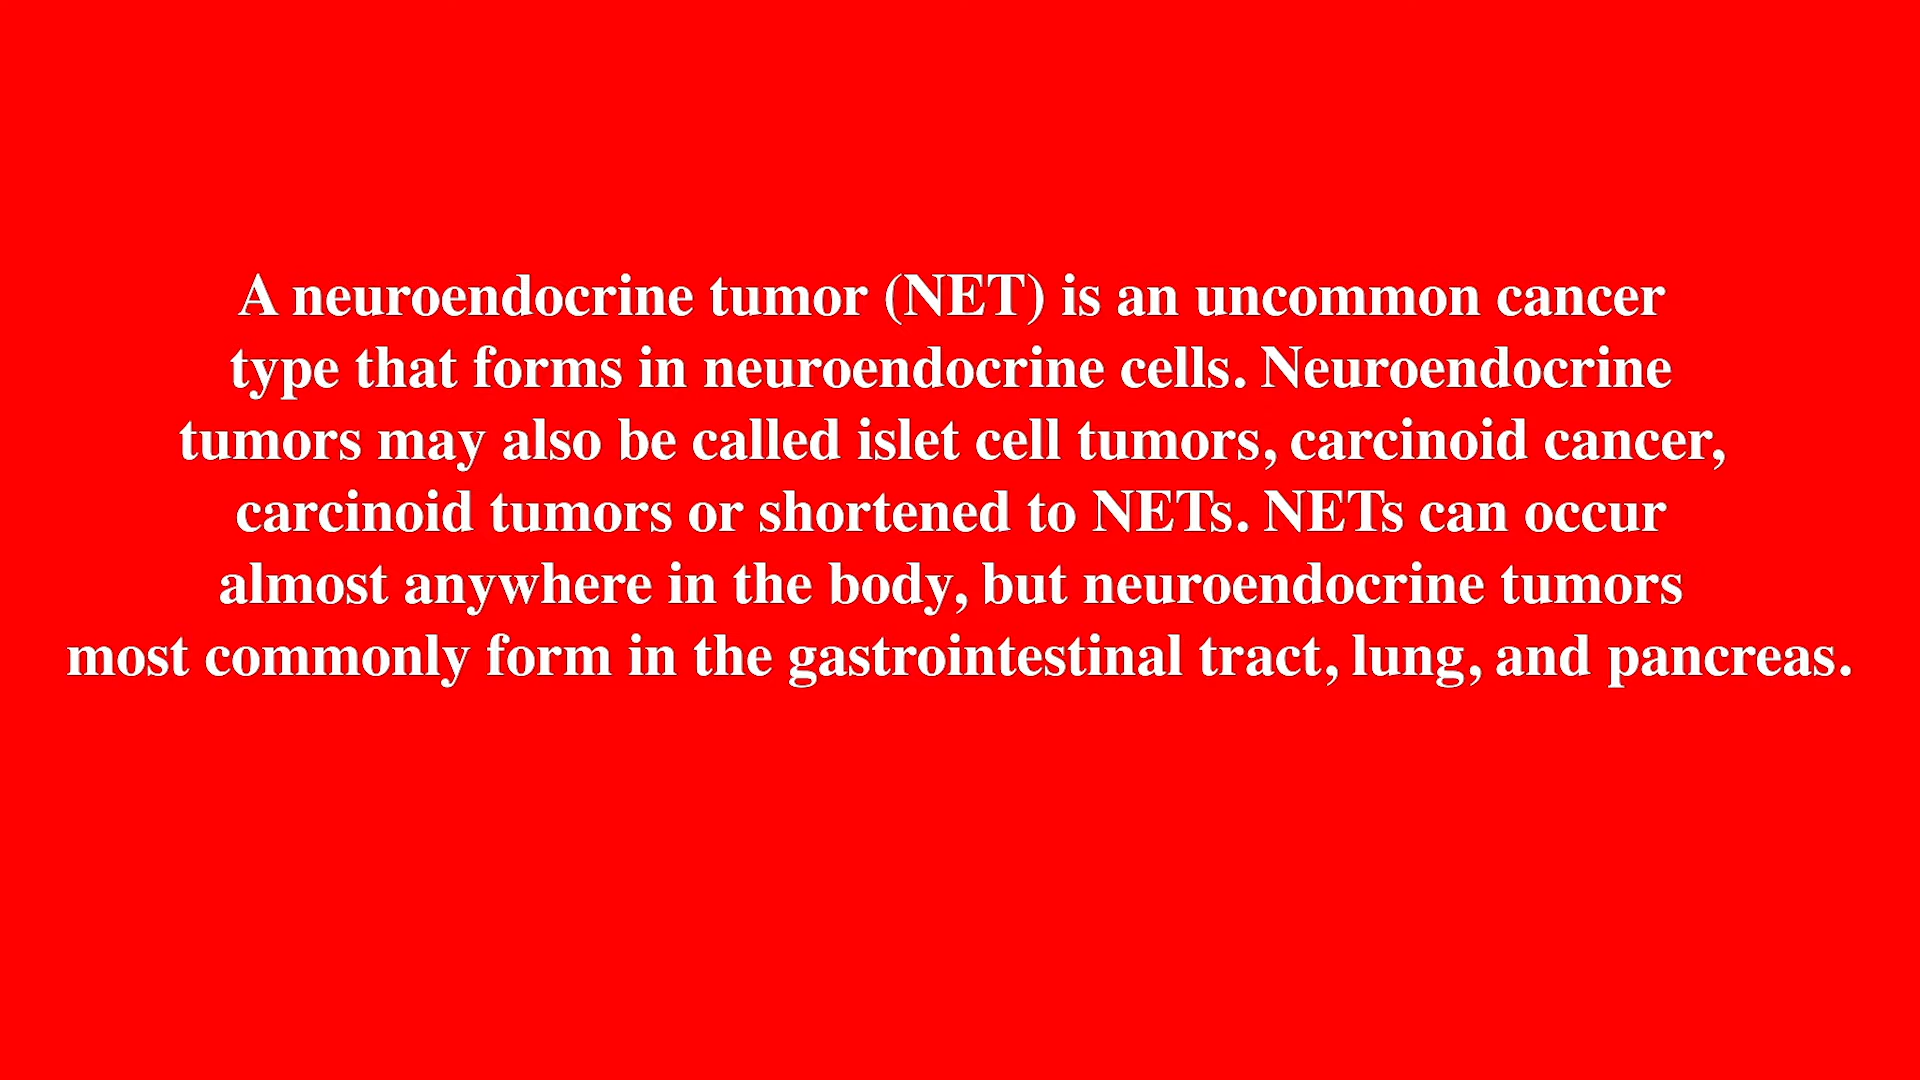 A neuroendocrine tumor (NET) is an uncommon cancer
type that forms in neuroendocrine cells. Neuroendocrine
tumors may also be called islet cell tumors, carcinoid cancer,
carcinoid tumors or shortened to NETs. NETs can occur
almost anywhere in the body, but neuroendocrine tumors
most commonly form in the gastrointestinal tract, lung, and pancreas.